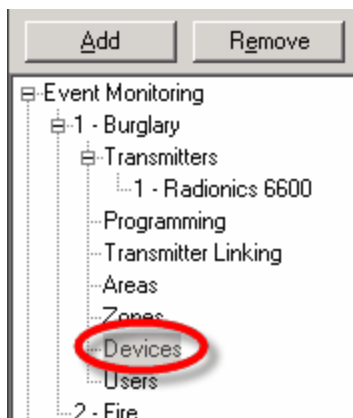 Add Remove
Event Monitoring
1 - Burglary
Transmitters
1 - Radionics 6600
Programming
Transmitter Linking
Areas
Zones
Devices
Users
2 - Fire